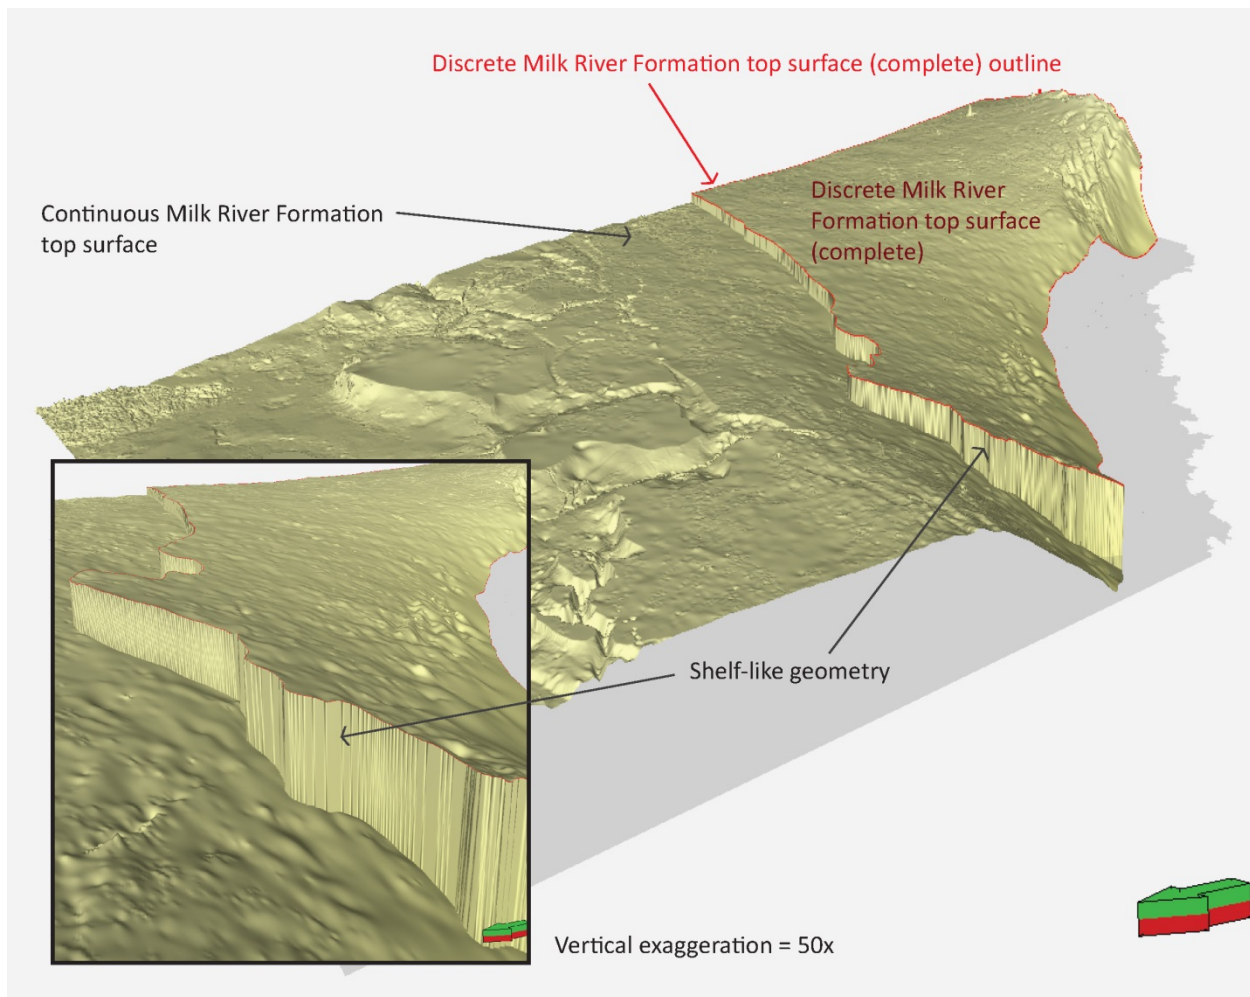 Discrete Milk River Formation top surface (complete) outline
Continuous Milk River Formation
top surface
Discrete Milk River
Formation top surface
(complete)
Shelf-like geometry
Vertical exaggeration = 50x